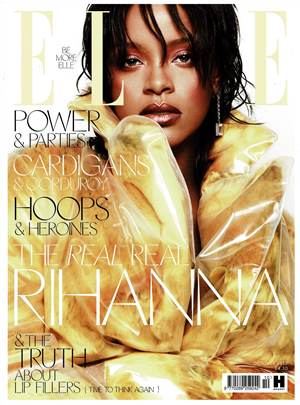 ELLE
BE
MORE
ELLE
POWER
& PARTIES
CARDIGANS
& CORDUROY
HOOPS
& HEROINES
THE REAL REAL
RIHANNA
& THE
TRUTH
ABOUT
LIP FILLERS | TIME TO THINK AGAIN!
H